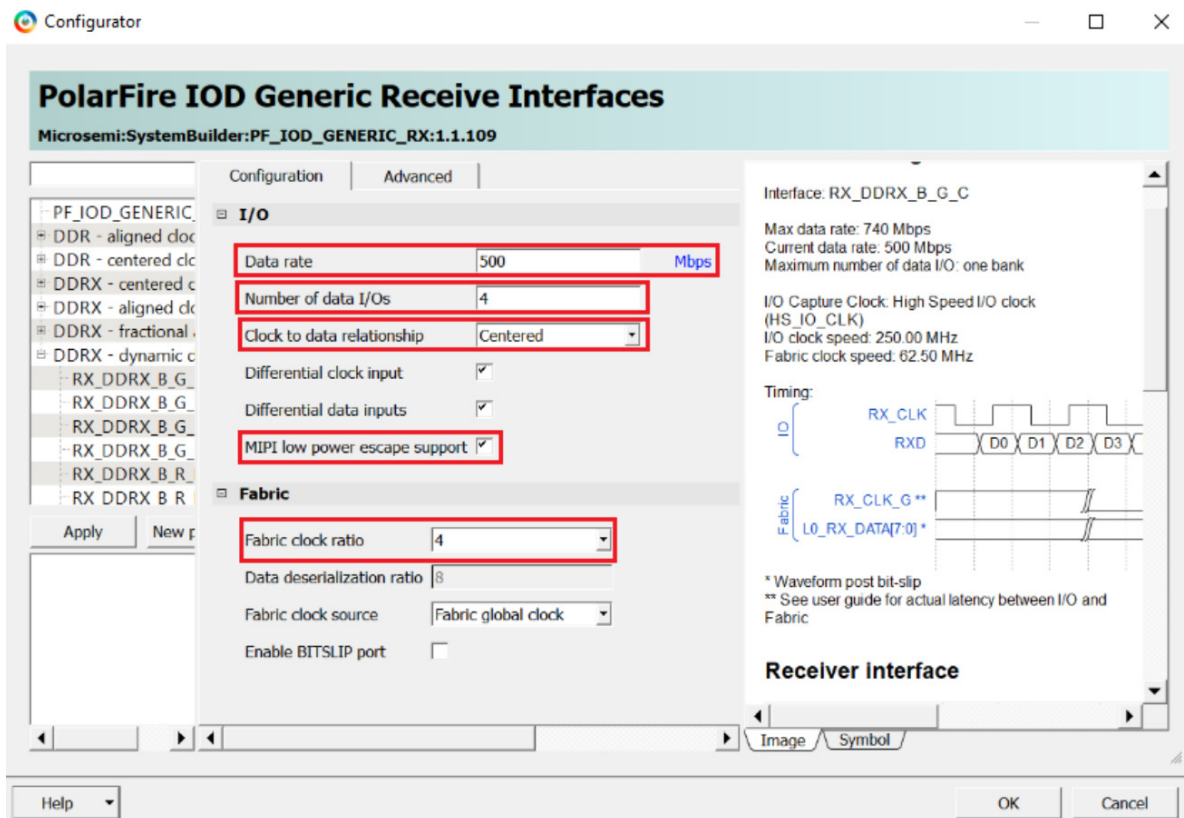 Configurator
PolarFire IOD Generic Receive Interfaces
Microsemi:SystemBuilder:PF_IOD_GENERIC_RX:1.1.109
PF_IOD_GENERIC_
DDR - aligned cloc
DDR - centered clc
DDRX - centered c
DDRX - aligned clc
DDRX - fractional
DDRX - dynamic c
RX_DDRX_B_G_
RX_DDRX_B_G_
RX_DDRX_B_G_
RX_DDRX_B_G_
RX_DDRX_B_R_
RX DDRX B R
Apply
New p
Configuration
Advanced
I/O
Data rate 500 Mbps
Number of data I/Os 4
Clock to data relationship Centered
Differential clock input
Differential data inputs
MIPI low power escape support
Fabric
Fabric clock ratio 4
Data deserialization ratio 8
Fabric clock source Fabric global clock
Enable BITSLIP port
Interface: RX_DDRX_B_G_C
Max data rate: 740 Mbps
Current data rate: 500 Mbps
Maximum number of data I/O: one bank
I/O Capture Clock: High Speed I/O clock
(HS_IO_CLK)
I/O clock speed: 250.00 MHz
Fabric clock speed: 62.50 MHz
Timing:
IO
RX_CLK
RXD D0 D1 D2 D3
Fabric
RX_CLK_G **
L0_RX_DATA[7:0] *
* Waveform post bit-slip
** See user guide for actual latency between I/O and
Fabric
Receiver interface
Image Symbol
Help
OK
Cancel